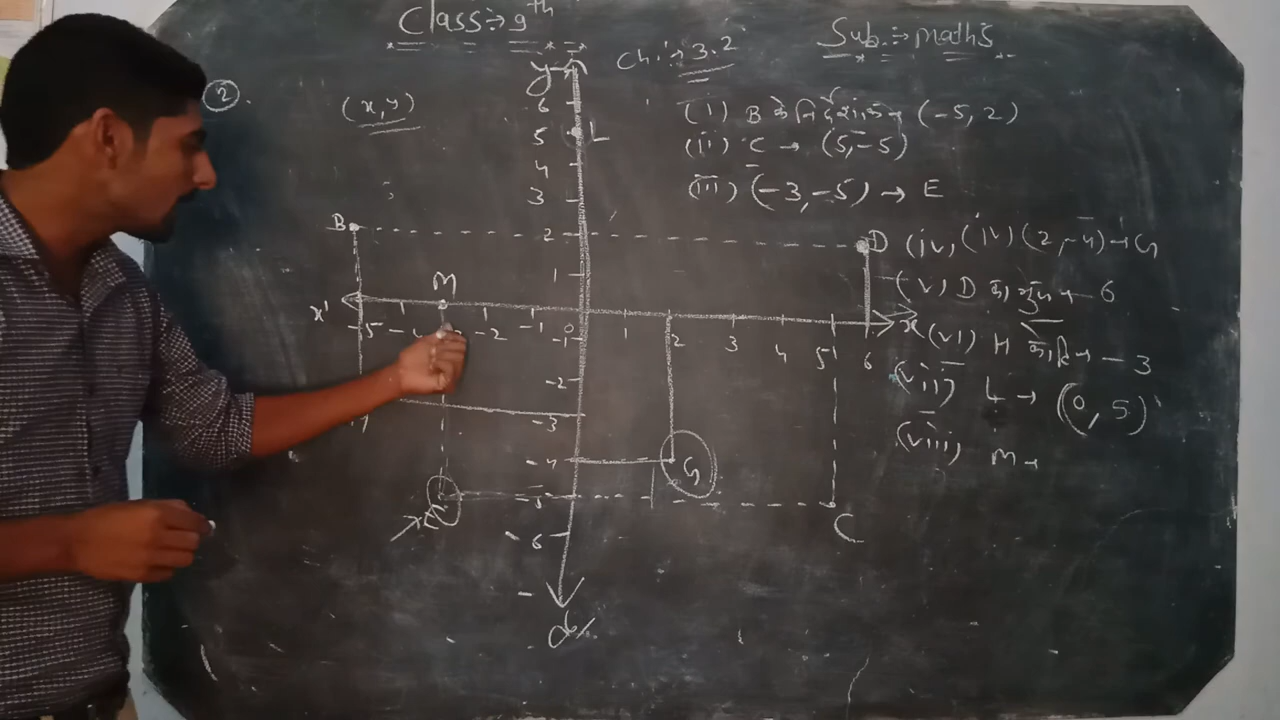 Class:→ 9th
Sub.:→ maths
Ch:→ 3.2
2.
(x,y)
(i) B के निर्देशांक → (-5,2)
(ii) C → (5,-5)
(iii) (-3,-5) → E
(iv) (iv) (2,-4) → G
(v) D का भुज → 6
(vi) H कोटि → -3
(vii) L → (0,5)
(viii) M →
y
6
5 L
4
3
B 2 D
1
M
x' -5 -4 -2 -1 0 1 2 3 4 5 6 x
-1
-2
-3
-4 G
E -5 C
-6